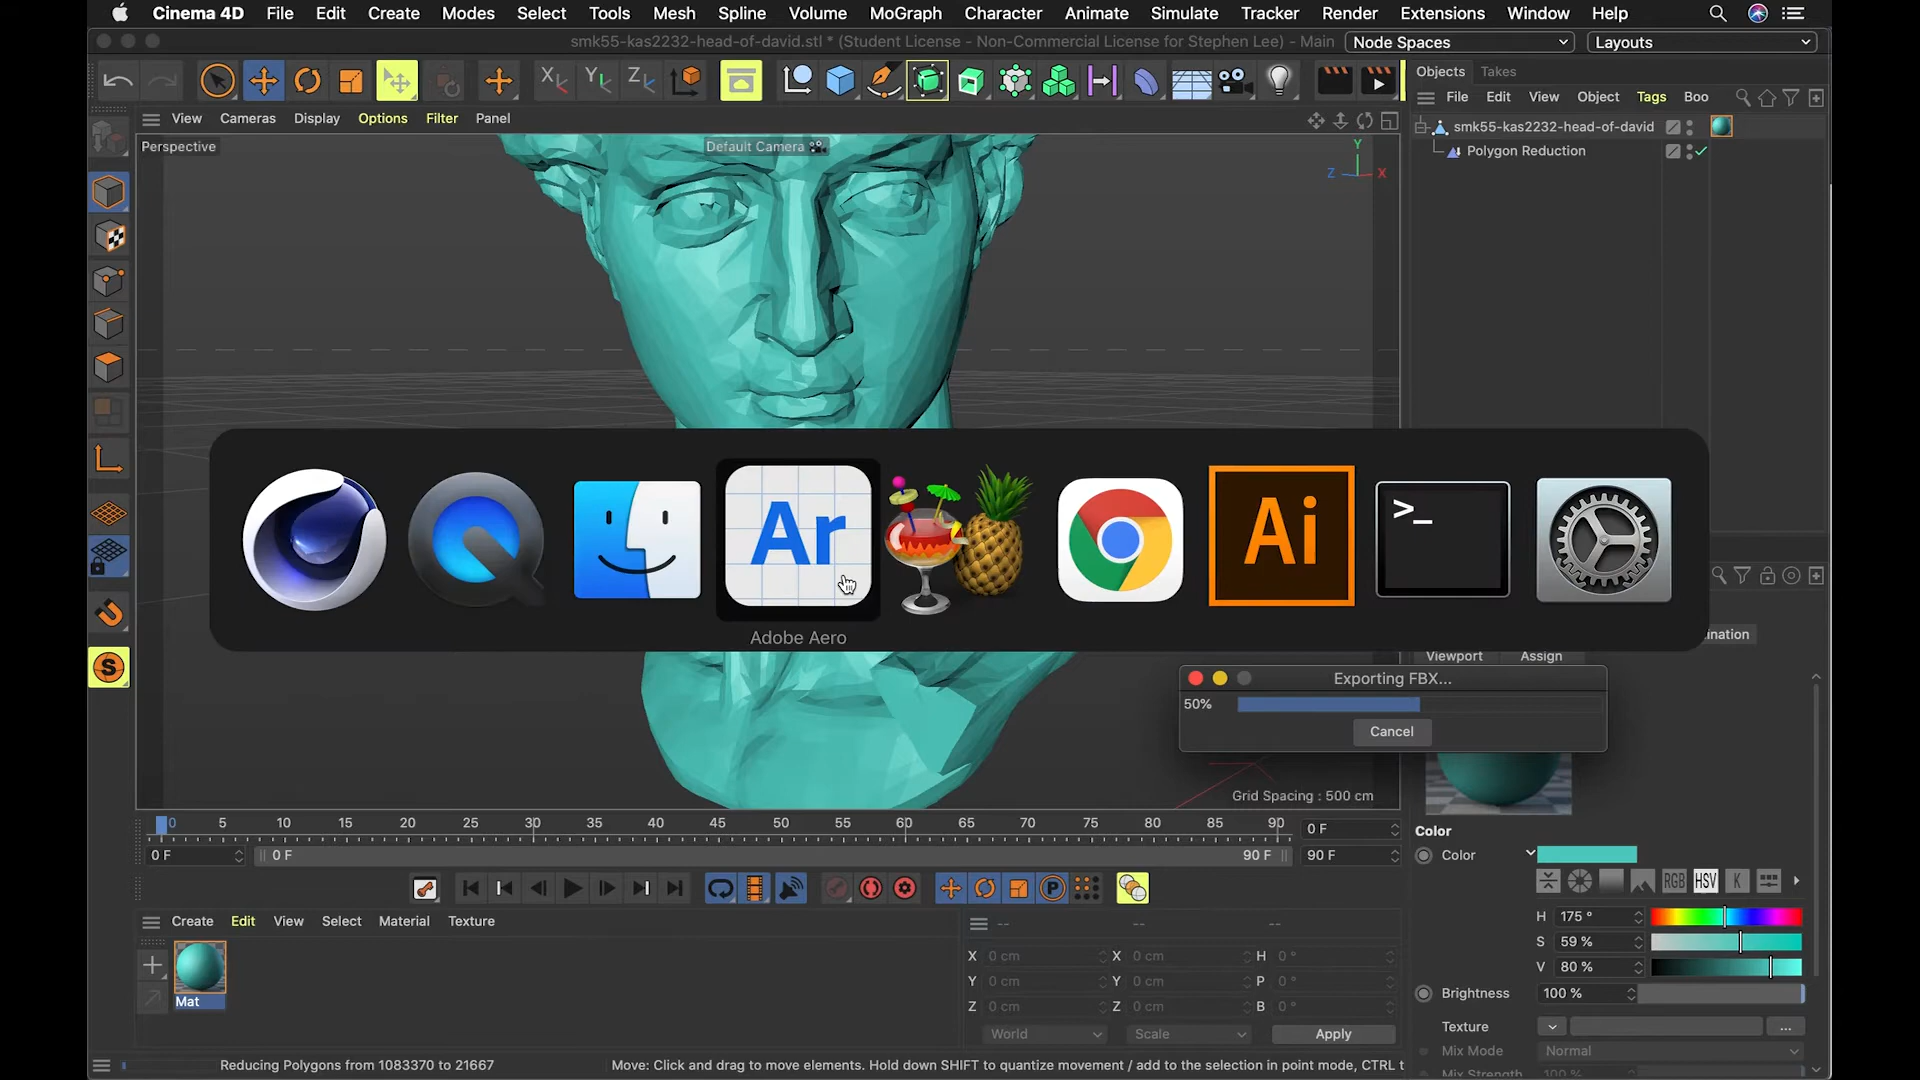 Cinema 4D File Edit Create Modes Select Tools Mesh Spline Volume MoGraph Character Animate Simulate Tracker Render Extensions Window Help
smk55-kas2232-head-of-david.stl * (Student License - Non-Commercial License for Stephen Lee) - Main
Node Spaces
Layouts
Objects Takes
File Edit View Object Tags Boo
smk55-kas2232-head-of-david
Polygon Reduction
View Cameras Display Options Filter Panel
Perspective
Default Camera
Y
Z
X
Ar
Ai
>_
Adobe Aero
ination
Viewport Assign
Exporting FBX...
50%
Cancel
Grid Spacing : 500 cm
0 5 10 15 20 25 30 35 40 45 50 55 60 65 70 75 80 85 90
0 F
0 F
0 F
90 F
90 F
Color
Color
RGB HSV K
H 175 °
S 59 %
V 80 %
Brightness 100 %
Texture ...
Mix Mode Normal
Mix Strength 100 %
Create Edit View Select Material Texture
Mat
-- -- --
X 0 cm X 0 cm H 0 °
Y 0 cm Y 0 cm P 0 °
Z 0 cm Z 0 cm B 0 °
World Scale Apply
Reducing Polygons from 1083370 to 21667
Move: Click and drag to move elements. Hold down SHIFT to quantize movement / add to the selection in point mode, CTRL t